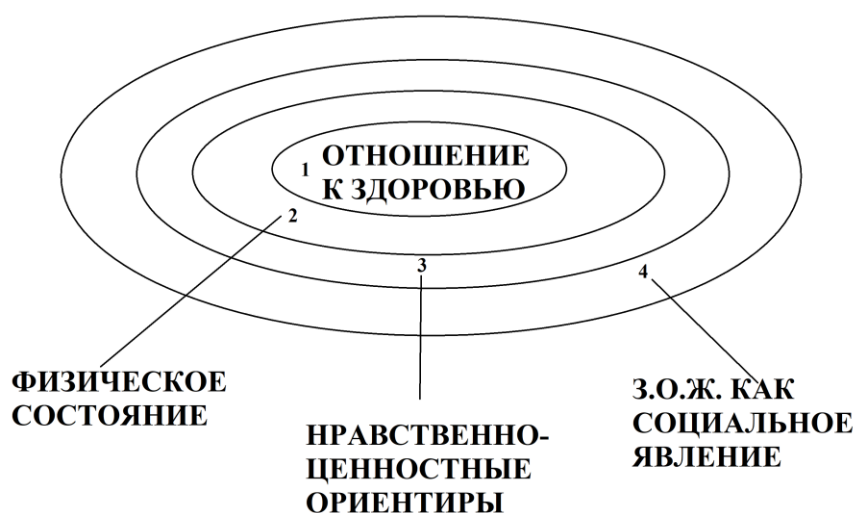 1 ОТНОШЕНИЕ
К ЗДОРОВЬЮ
2
3
4
ФИЗИЧЕСКОЕ
СОСТОЯНИЕ
НРАВСТВЕННО-
ЦЕННОСТНЫЕ
ОРИЕНТИРЫ
З.О.Ж. КАК
СОЦИАЛЬНОЕ
ЯВЛЕНИЕ